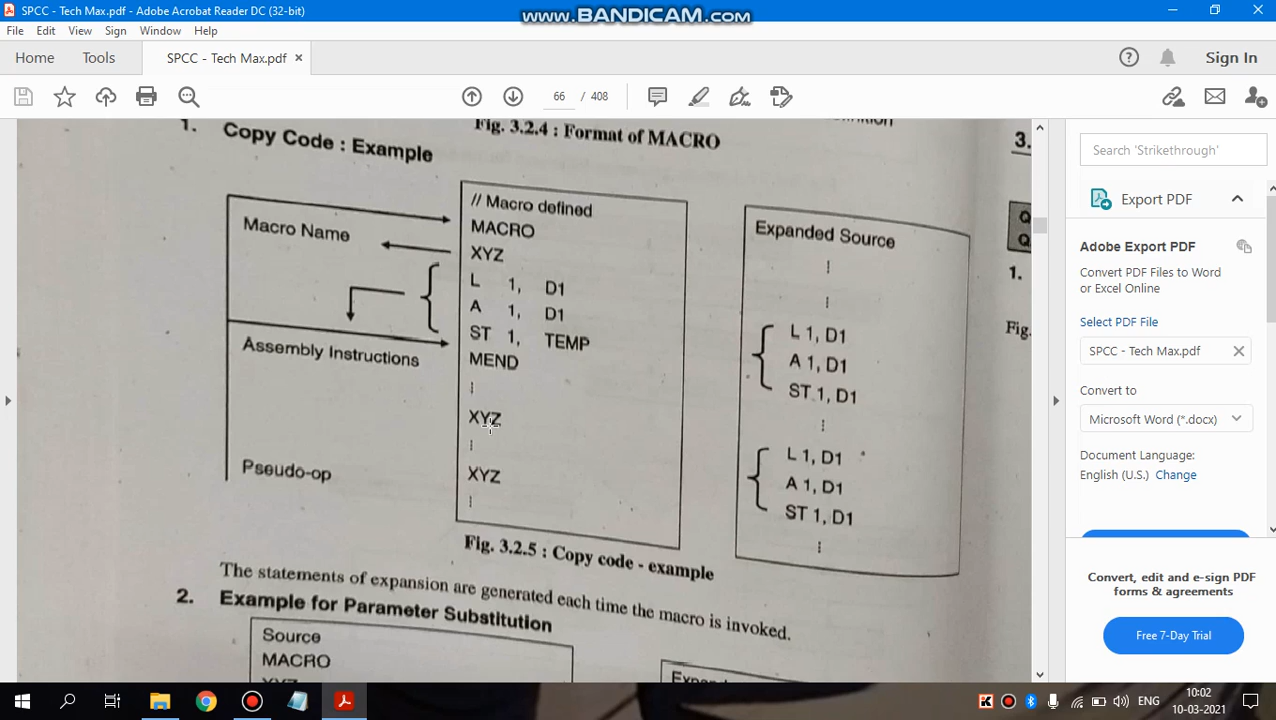 SPCC - Tech Max.pdf - Adobe Acrobat Reader DC (32-bit)
www.BANDICAM.com
File Edit View Sign Window Help
Home Tools SPCC - Tech Max.pdf × Sign In
66 / 408
Fig. 3.2.4 : Format of MACRO
1. Copy Code : Example
Macro Name
Assembly Instructions
Pseudo-op
// Macro defined
MACRO
XYZ
L 1, D1
A 1, D1
ST 1, TEMP
MEND
XYZ
XYZ
Expanded Source
L 1, D1
A 1, D1
ST 1, D1
L 1, D1
A 1, D1
ST 1, D1
Fig. 3.2.5 : Copy code - example
The statements of expansion are generated each time the macro is invoked.
2. Example for Parameter Substitution
Source
MACRO
3.
Q
Q
1.
Fig.
Search 'Strikethrough'
Export PDF
Adobe Export PDF
Convert PDF Files to Word
or Excel Online
Select PDF File
SPCC - Tech Max.pdf
Convert to
Microsoft Word (*.docx)
Document Language:
English (U.S.) Change
Convert, edit and e-sign PDF
forms & agreements
Free 7-Day Trial
ENG
10:02
10-03-2021